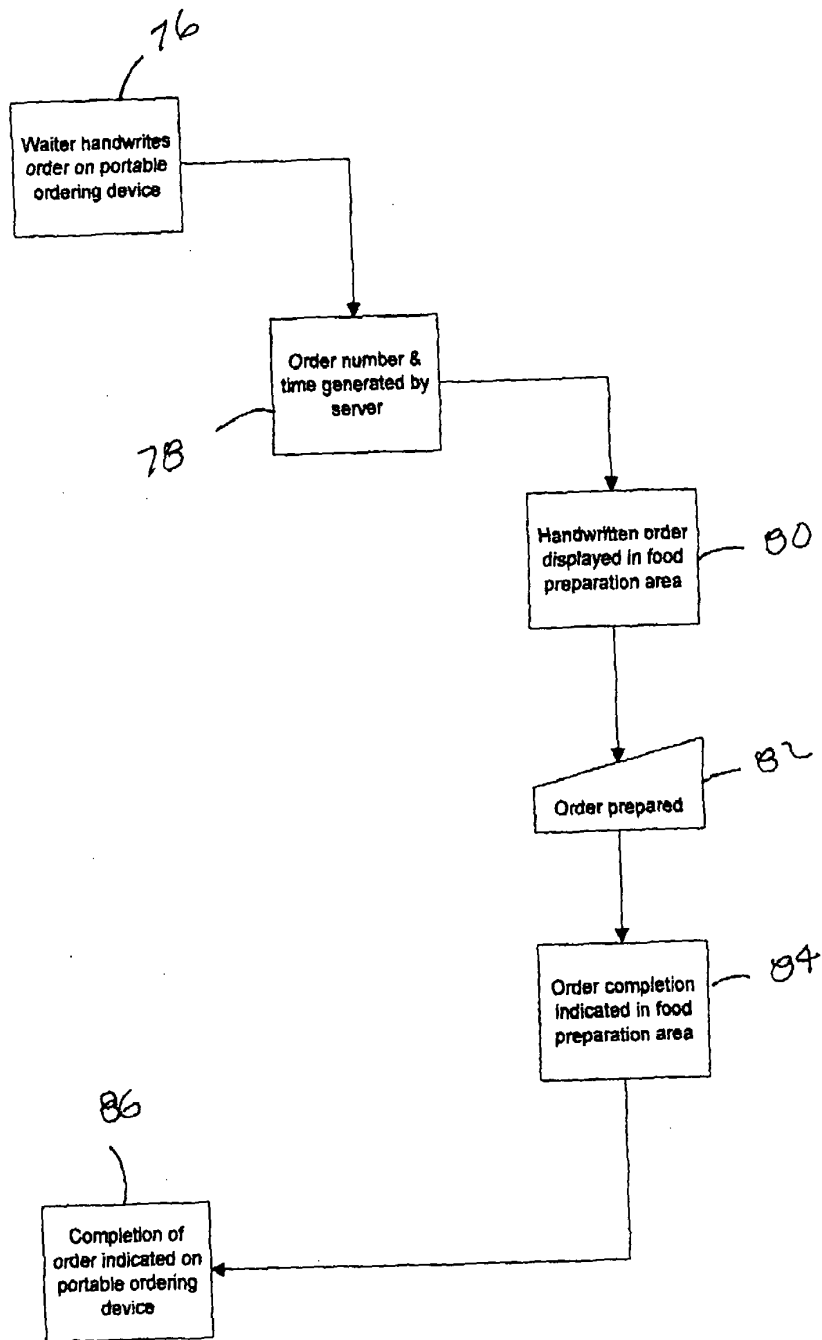 76
Waiter handwrites
order on portable
ordering device
Order number &
time generated by
server
78
Handwritten order
displayed in food
preparation area
80
Order prepared
82
Order completion
indicated in food
preparation area
84
86
Completion of
order indicated on
portable ordering
device